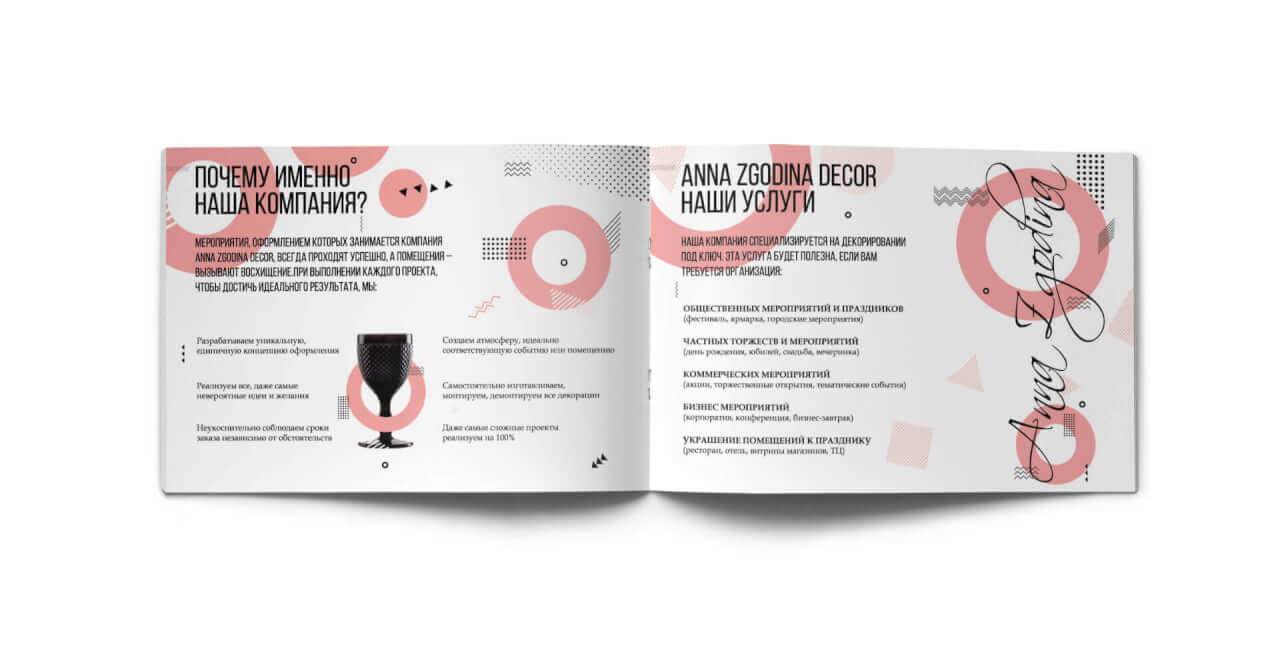 ПОЧЕМУ ИМЕННО
НАША КОМПАНИЯ?
МЕРОПРИЯТИЯ, ОФОРМЛЕНИЕМ КОТОРЫХ ЗАНИМАЕТСЯ КОМПАНИЯ
ANNA ZGODINA DECOR, ВСЕГДА ПРОХОДЯТ УСПЕШНО, А ПОМЕЩЕНИЯ –
ВЫЗЫВАЮТ ВОСХИЩЕНИЕ.ПРИ ВЫПОЛНЕНИИ КАЖДОГО ПРОЕКТА,
ЧТОБЫ ДОСТИЧЬ ИДЕАЛЬНОГО РЕЗУЛЬТАТА, МЫ:
Разрабатываем уникальную,
единичную концепцию оформления
Реализуем все, даже самые
невероятные идеи и желания
Неукоснительно соблюдаем сроки
заказа независимо от обстоятельств
Создаем атмосферу, идеально
соответствующую событию или помещению
Самостоятельно изготавливаем,
монтируем, демонтируем все декорации
Даже самые сложные проекты
реализуем на 100%
ANNA ZGODINA DECOR
НАШИ УСЛУГИ
НАША КОМПАНИЯ СПЕЦИАЛИЗИРУЕТСЯ НА ДЕКОРИРОВАНИИ
ПОД КЛЮЧ. ЭТА УСЛУГА БУДЕТ ПОЛЕЗНА, ЕСЛИ ВАМ
ТРЕБУЕТСЯ ОРГАНИЗАЦИЯ:
ОБЩЕСТВЕННЫХ МЕРОПРИЯТИЙ И ПРАЗДНИКОВ
(фестиваль, ярмарка, городские мероприятия)
ЧАСТНЫХ ТОРЖЕСТВ И МЕРОПРИЯТИЙ
(день рождения, юбилей, свадьба, вечеринка)
КОММЕРЧЕСКИХ МЕРОПРИЯТИЙ
(акции, торжественные открытия, тематические события)
БИЗНЕС МЕРОПРИЯТИЙ
(корпоратив, конференция, бизнес-завтрак)
УКРАШЕНИЕ ПОМЕЩЕНИЙ К ПРАЗДНИКУ
(ресторан, отель, витрины магазинов, ТЦ)
Anna Zgodina